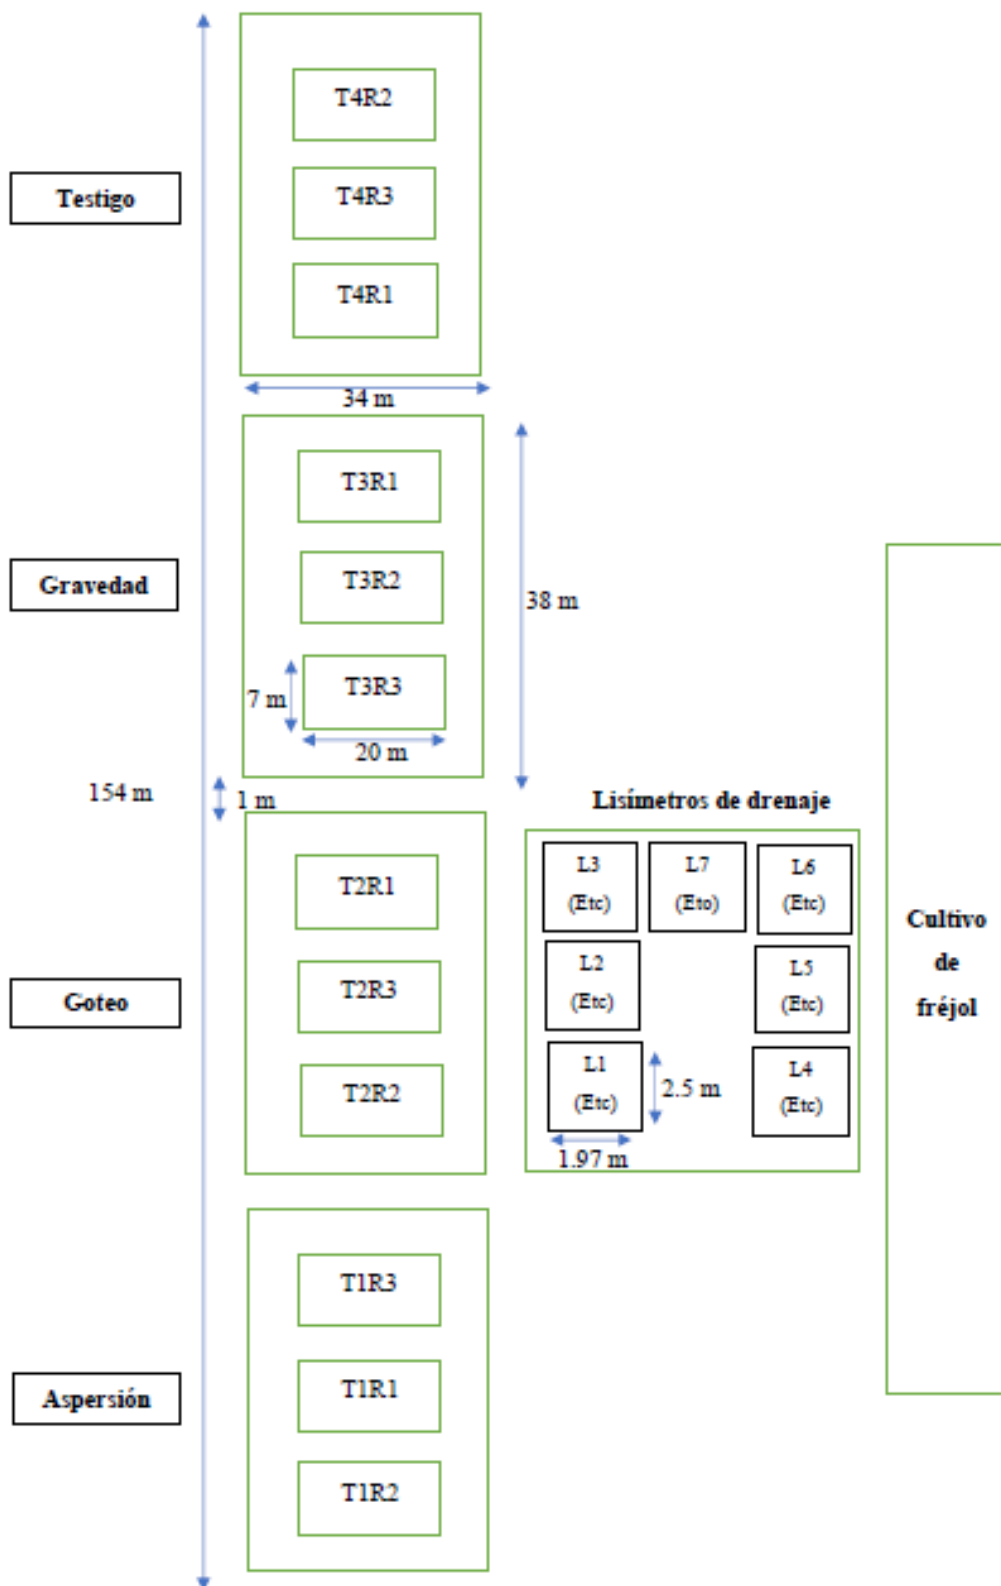 T4R2
Testigo
T4R3
T4R1
34 m
T3R1
Gravedad
T3R2
38 m
T3R3
7 m
20 m
154 m
1 m
Lisímetros de drenaje
T2R1
L3
(Etc)
L7
(Eto)
L6
(Etc)
Cultivo
de
fréjol
Goteo
T2R3
L2
(Etc)
L5
(Etc)
T2R2
L1
(Etc)
2.5 m
L4
(Etc)
1.97 m
T1R3
Aspersión
T1R1
T1R2